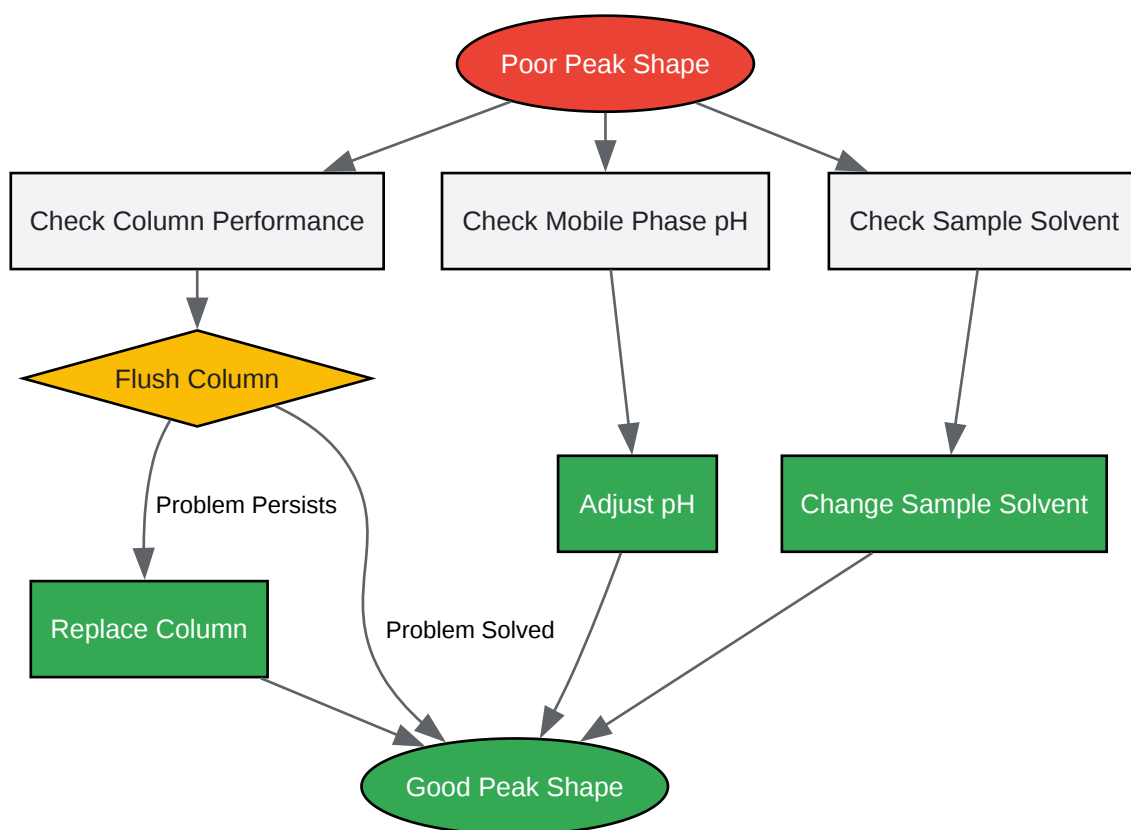 Poor Peak Shape
Check Column Performance
Check Mobile Phase pH
Check Sample Solvent
Flush Column
Problem Persists
Adjust pH
Change Sample Solvent
Replace Column
Problem Solved
Good Peak Shape